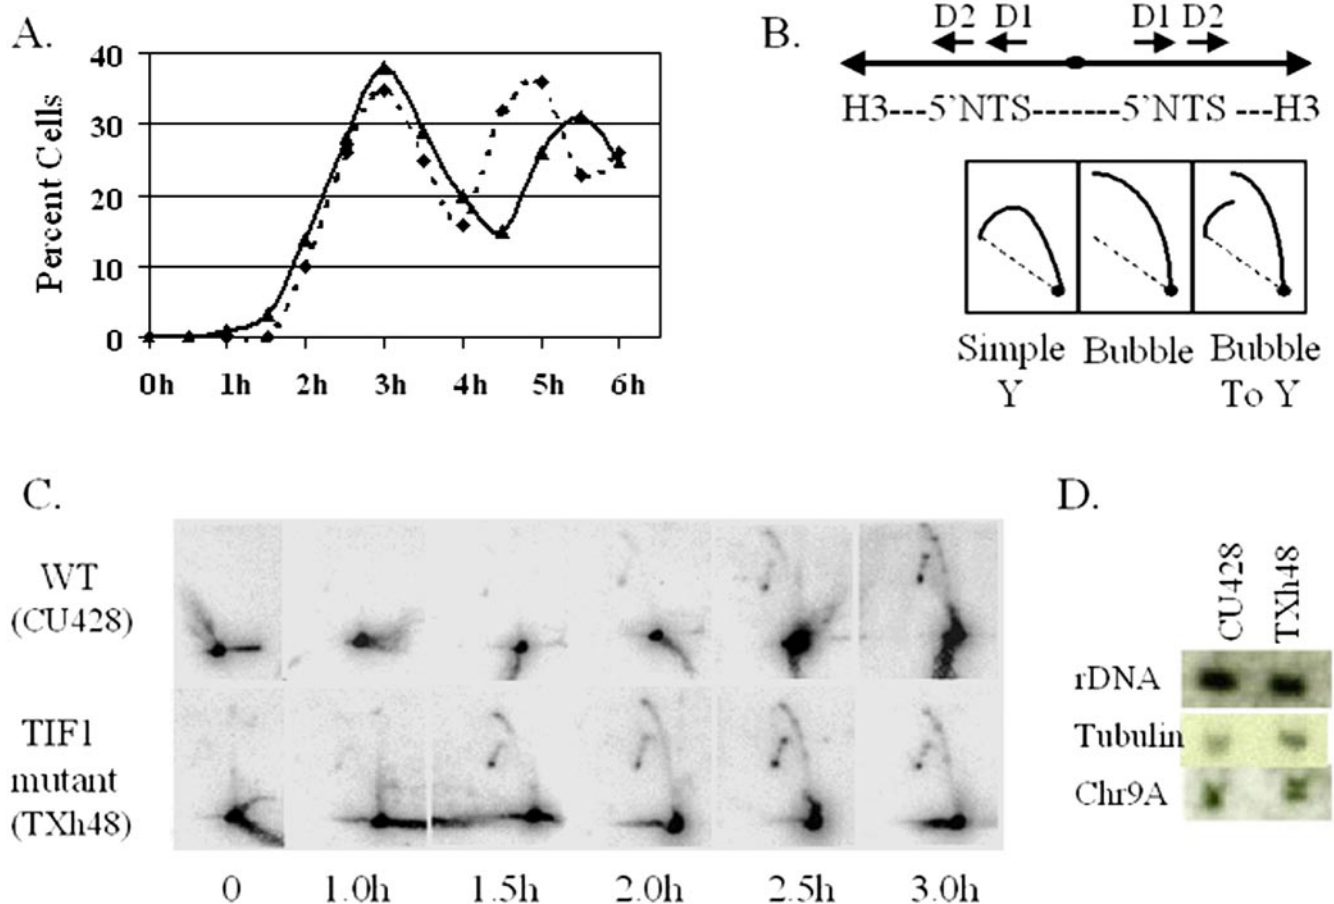 A.
Percent Cells
40
30
20
10
0
0h 1h 2h 3h 4h 5h 6h
B.
D2 D1 D1 D2
H3---5'NTS-------5'NTS ---H3
Simple Y
Bubble
Bubble To Y
C.
WT
(CU428)
TIF1
mutant
(TXh48)
0 1.0h 1.5h 2.0h 2.5h 3.0h
D.
CU428
TXh48
rDNA
Tubulin
Chr9A